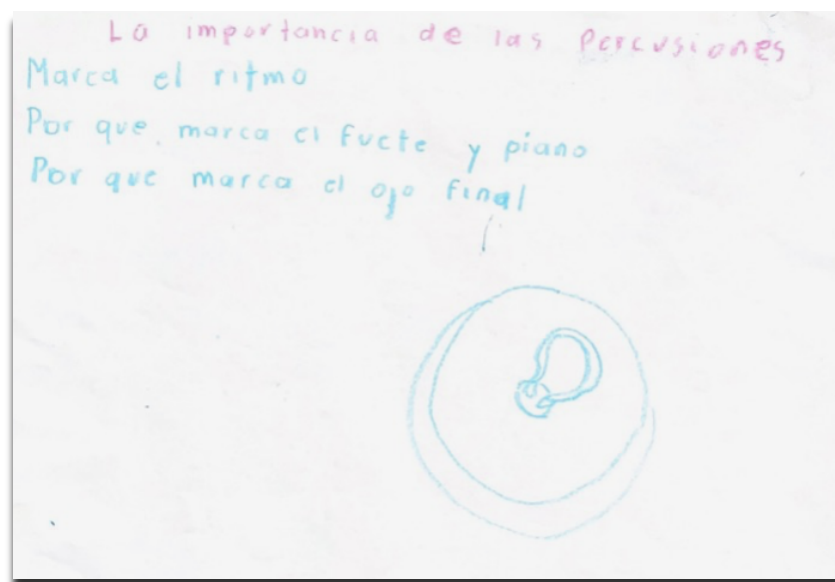 La importancia de las Percusiones
Marca el ritmo
Por que marca el fuete y piano
Por que marca el ojo final